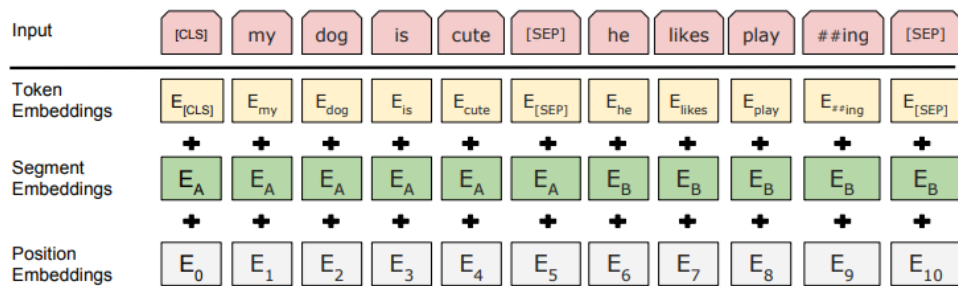 Input [CLS] my dog is cute [SEP] he likes play ##ing [SEP]
Token Embeddings E[CLS] Emy Edog Eis Ecute E[SEP] Ehe Elikes Eplay E##ing E[SEP]
+ + + + + + + + + + +
Segment Embeddings EA EA EA EA EA EA EB EB EB EB EB
+ + + + + + + + + + +
Position Embeddings E0 E1 E2 E3 E4 E5 E6 E7 E8 E9 E10